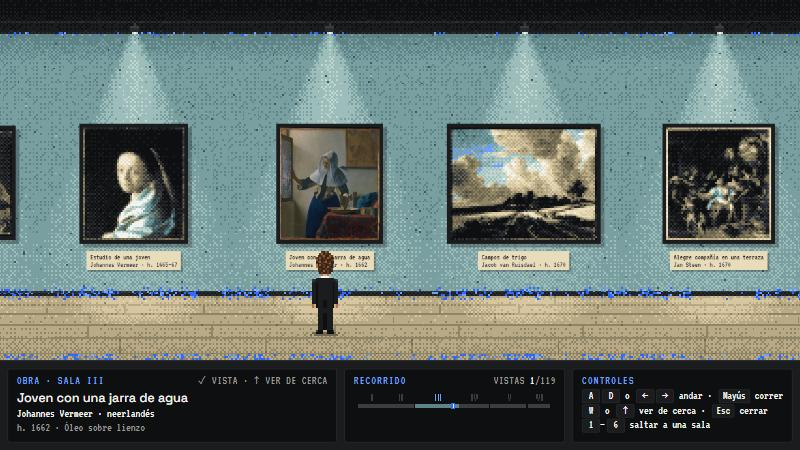 Estudio de una joven
Johannes Vermeer · h. 1665-67
Joven con arra de agua
Johannes h. 1662
Campos de trigo
Jacob van Ruisdael · h. 1670
Alegre compañía en una terraza
Jan Steen · h. 1670
OBRA · SALA III
✓ VISTA · ↑ VER DE CERCA
Joven con una jarra de agua
Johannes Vermeer · neerlandés
h. 1662 · Óleo sobre lienzo
RECORRIDO
VISTAS 1/119
I II III IV V VI
CONTROLES
A D o ← → andar · Mayús correr
W o ↑ ver de cerca · Esc cerrar
1 – 6 saltar a una sala